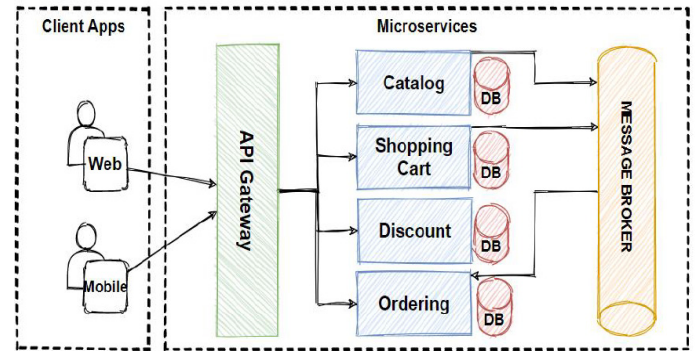 Client Apps
Microservices
Web
Mobile
API Gateway
Catalog
DB
Shopping
Cart
DB
Discount
DB
Ordering
DB
MESSAGE BROKER